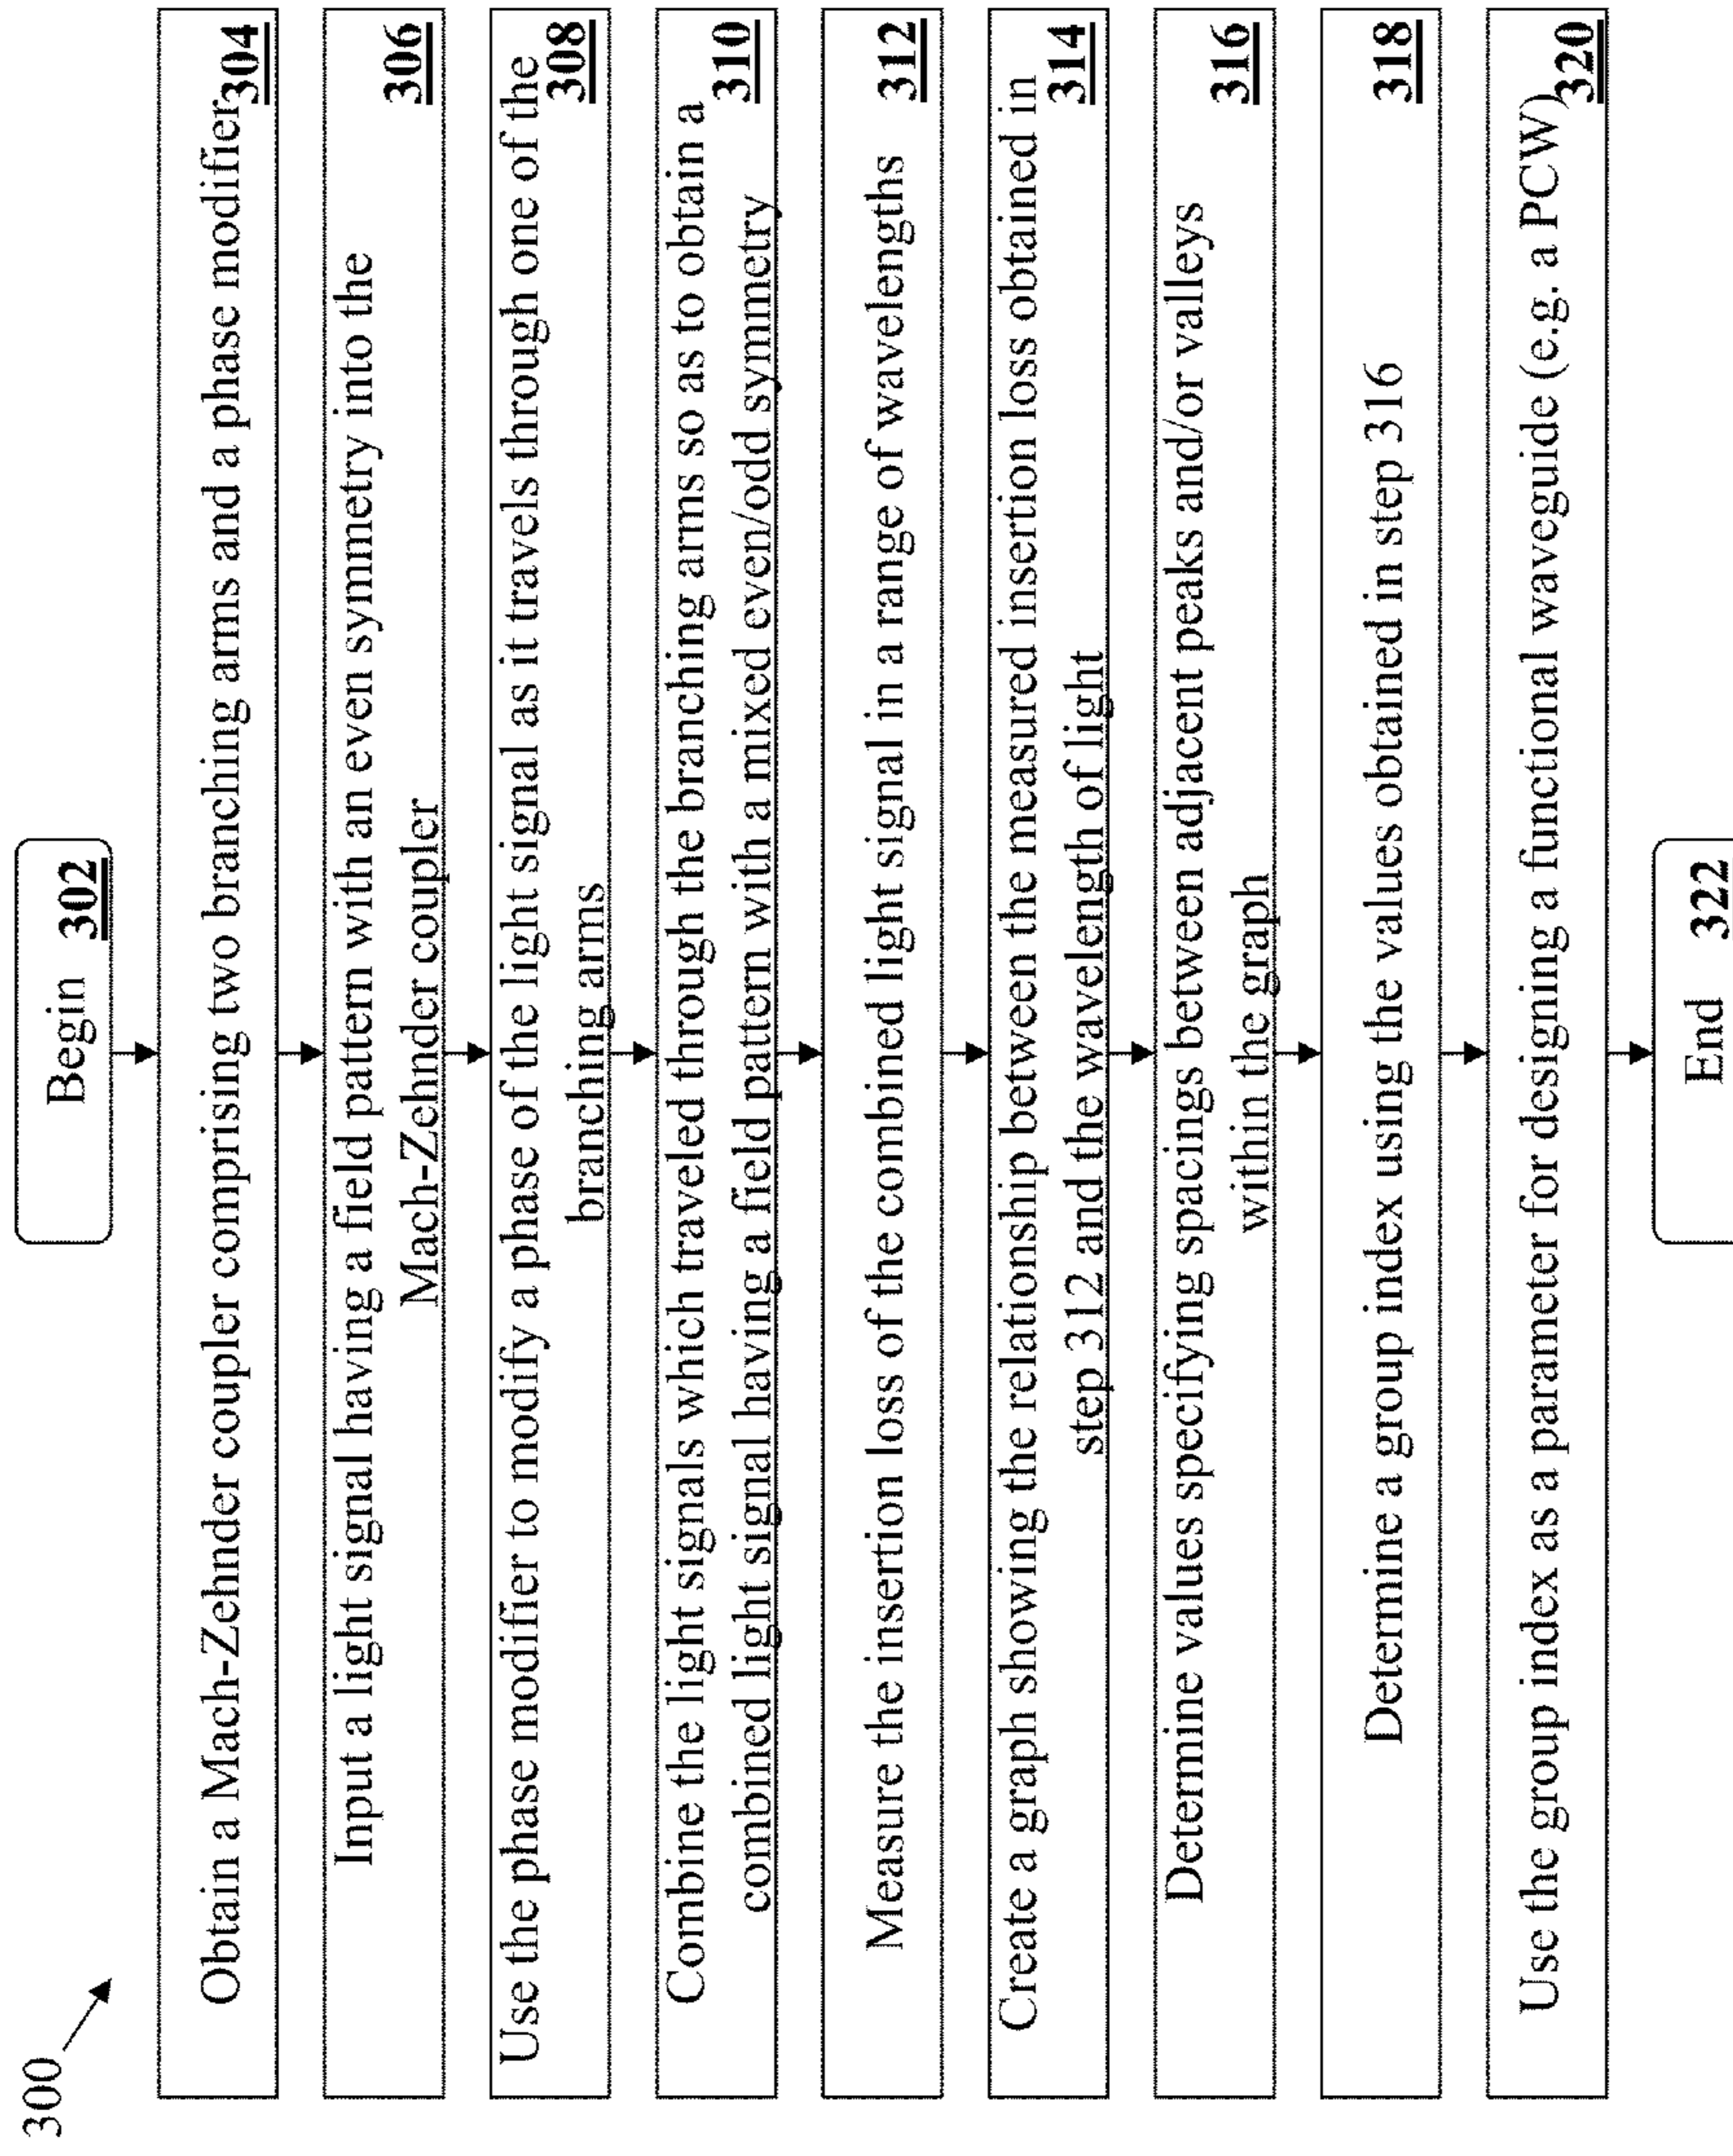 300
Begin 302
Obtain a Mach-Zehnder coupler comprising two branching arms and a phase modifier
304
Input a light signal having a field pattern with an even symmetry into the
Mach-Zehnder coupler
306
Use the phase modifier to modify a phase of the light signal as it travels through one of the
branching arms
308
Combine the light signals which traveled through the branching arms so as to obtain a
combined light signal having a field pattern with a mixed even/odd symmetry
310
Measure the insertion loss of the combined light signal in a range of wavelengths
312
Create a graph showing the relationship between the measured insertion loss obtained in
step 312 and the wavelength of light
314
Determine values specifying spacings between adjacent peaks and/or valleys
within the graph
316
Determine a group index using the values obtained in step 316
318
Use the group index as a parameter for designing a functional waveguide (e.g. a PCW)
320
End 322